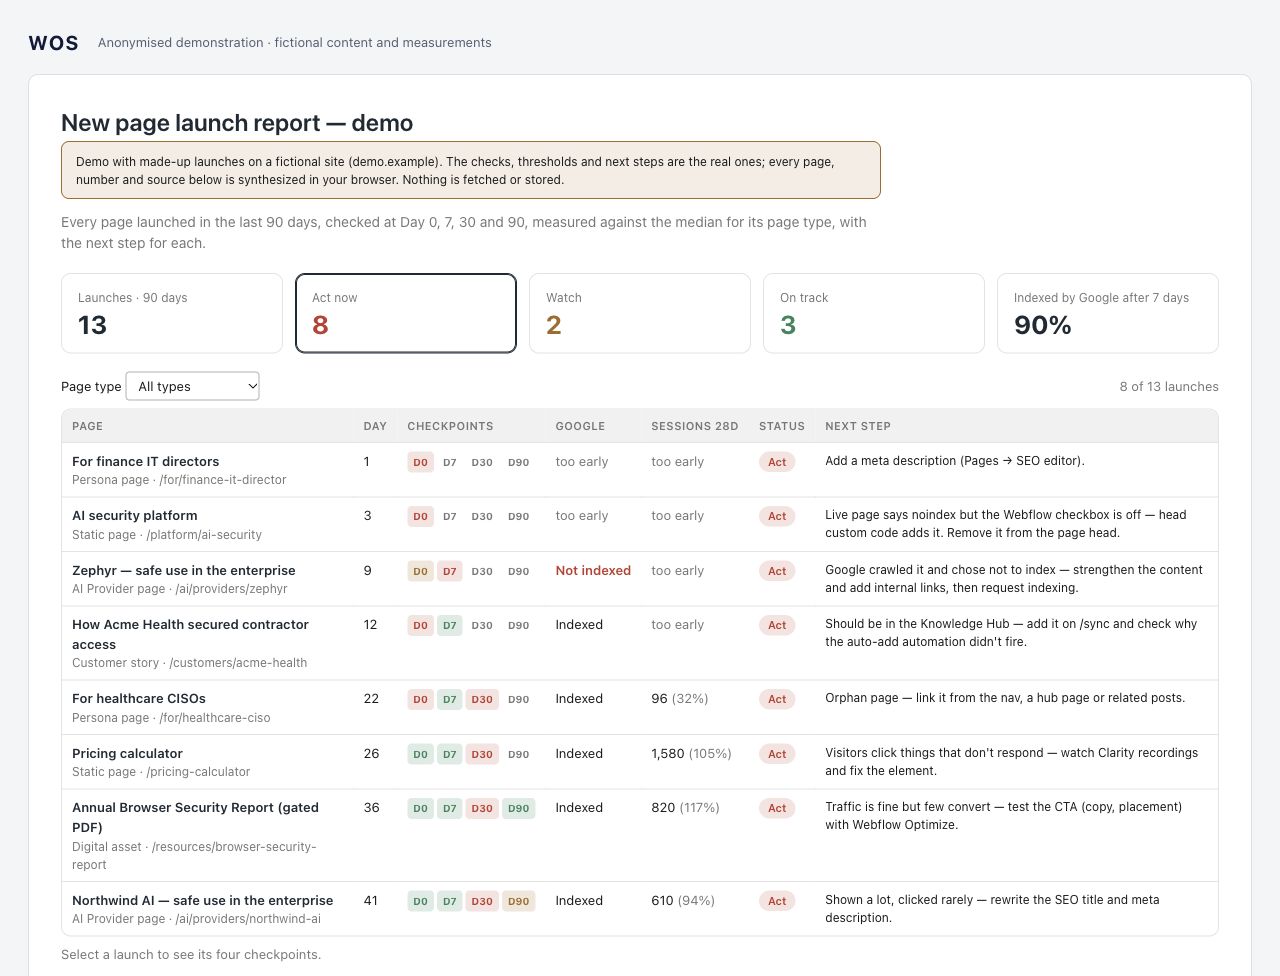 WOS Anonymised demonstration · fictional content and measurements
New page launch report — demo
Demo with made-up launches on a fictional site (demo.example). The checks, thresholds and next steps are the real ones; every page,
number and source below is synthesized in your browser. Nothing is fetched or stored.
Every page launched in the last 90 days, checked at Day 0, 7, 30 and 90, measured against the median for its page type, with
the next step for each.
Launches · 90 days
13
Act now
8
Watch
2
On track
3
Indexed by Google after 7 days
90%
Page type All types 8 of 13 launches
PAGE DAY CHECKPOINTS GOOGLE SESSIONS 28D STATUS NEXT STEP
For finance IT directors 1 D0 D7 D30 D90 too early too early Act Add a meta description (Pages → SEO editor).
Persona page · /for/finance-it-director
AI security platform 3 D0 D7 D30 D90 too early too early Act Live page says noindex but the Webflow checkbox is off — head
Static page · /platform/ai-security custom code adds it. Remove it from the page head.
Zephyr — safe use in the enterprise 9 D0 D7 D30 D90 Not indexed too early Act Google crawled it and chose not to index — strengthen the content
AI Provider page · /ai/providers/zephyr and add internal links, then request indexing.
How Acme Health secured contractor 12 D0 D7 D30 D90 Indexed too early Act Should be in the Knowledge Hub — add it on /sync and check why
access the auto-add automation didn't fire.
Customer story · /customers/acme-health
For healthcare CISOs 22 D0 D7 D30 D90 Indexed 96 (32%) Act Orphan page — link it from the nav, a hub page or related posts.
Persona page · /for/healthcare-ciso
Pricing calculator 26 D0 D7 D30 D90 Indexed 1,580 (105%) Act Visitors click things that don't respond — watch Clarity recordings
Static page · /pricing-calculator and fix the element.
Annual Browser Security Report (gated 36 D0 D7 D30 D90 Indexed 820 (117%) Act Traffic is fine but few convert — test the CTA (copy, placement)
PDF) with Webflow Optimize.
Digital asset · /resources/browser-security-
report
Northwind AI — safe use in the enterprise 41 D0 D7 D30 D90 Indexed 610 (94%) Act Shown a lot, clicked rarely — rewrite the SEO title and meta
AI Provider page · /ai/providers/northwind-ai description.
Select a launch to see its four checkpoints.